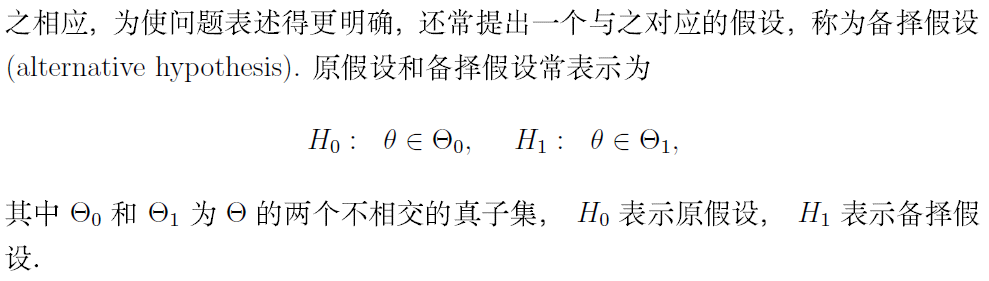 之相应，为使问题表述得更明确，还常提出一个与之对应的假设，称为备择假设
(alternative hypothesis). 原假设和备择假设常表示为
H₀ : θ ∈ Θ₀, H₁ : θ ∈ Θ₁,
其中 Θ₀ 和 Θ₁ 为 Θ 的两个不相交的真子集， H₀ 表示原假设， H₁ 表示备择假
设.